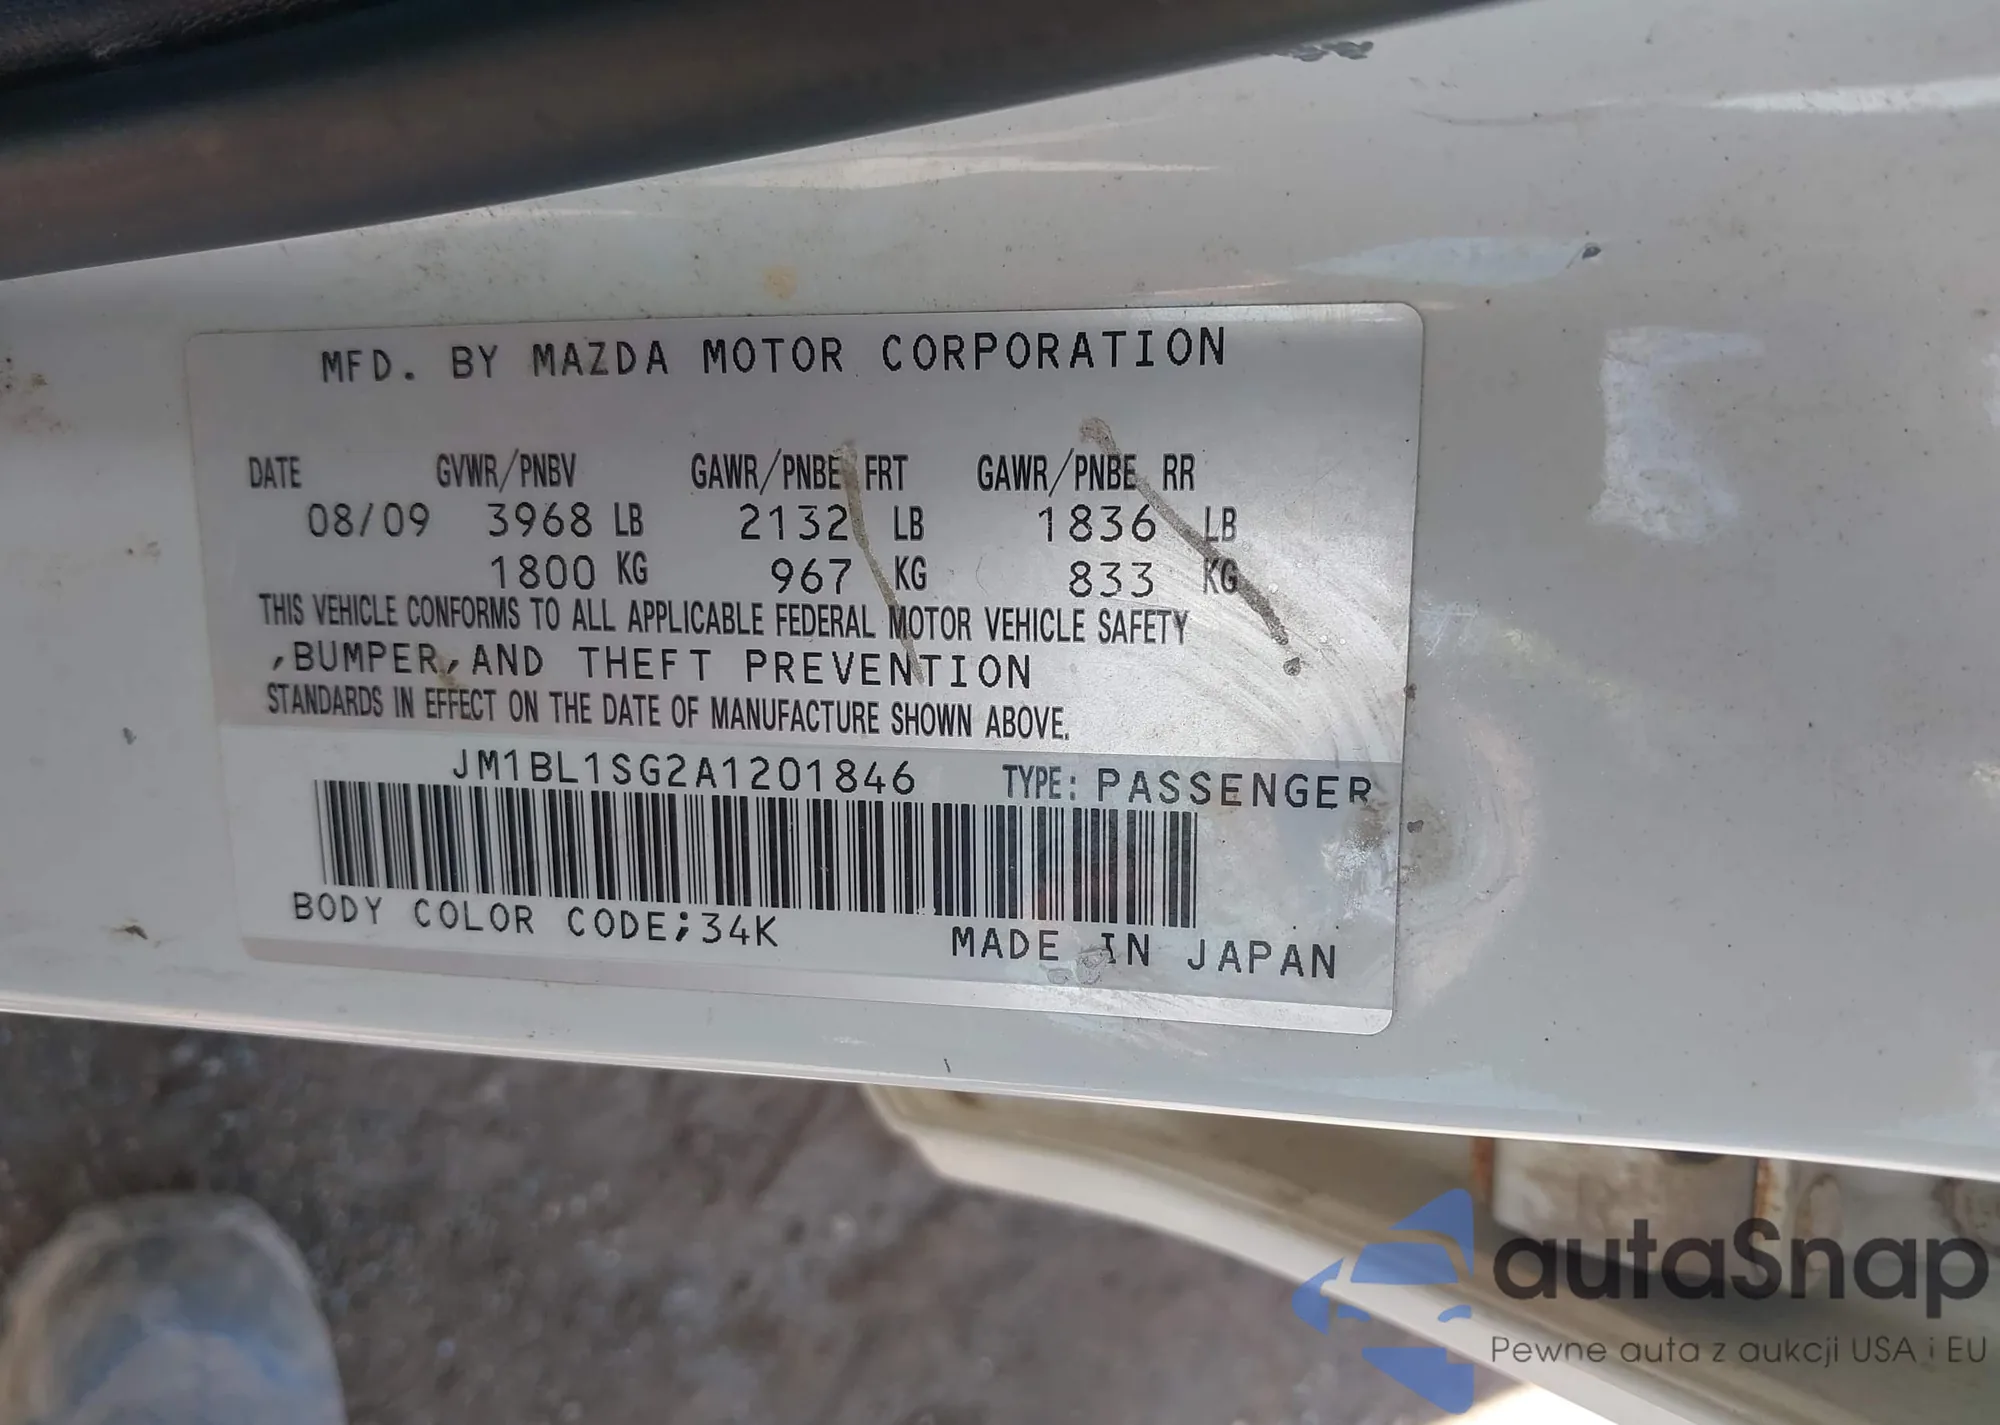 MFD. BY MAZDA MOTOR CORPORATION
DATE GVWR/PNBV GAWR/PNBE FRT GAWR/PNBE RR
08/09 3968 LB 2132 LB 1836 LB
1800 KG 967 KG 833 KG
THIS VEHICLE CONFORMS TO ALL APPLICABLE FEDERAL MOTOR VEHICLE SAFETY
,BUMPER,AND THEFT PREVENTION
STANDARDS IN EFFECT ON THE DATE OF MANUFACTURE SHOWN ABOVE.
JM1BL1SG2A1201846 TYPE: PASSENGER
BODY COLOR CODE;34K
MADE IN JAPAN
autaSnap
Pewne auta z aukcji USA i EU